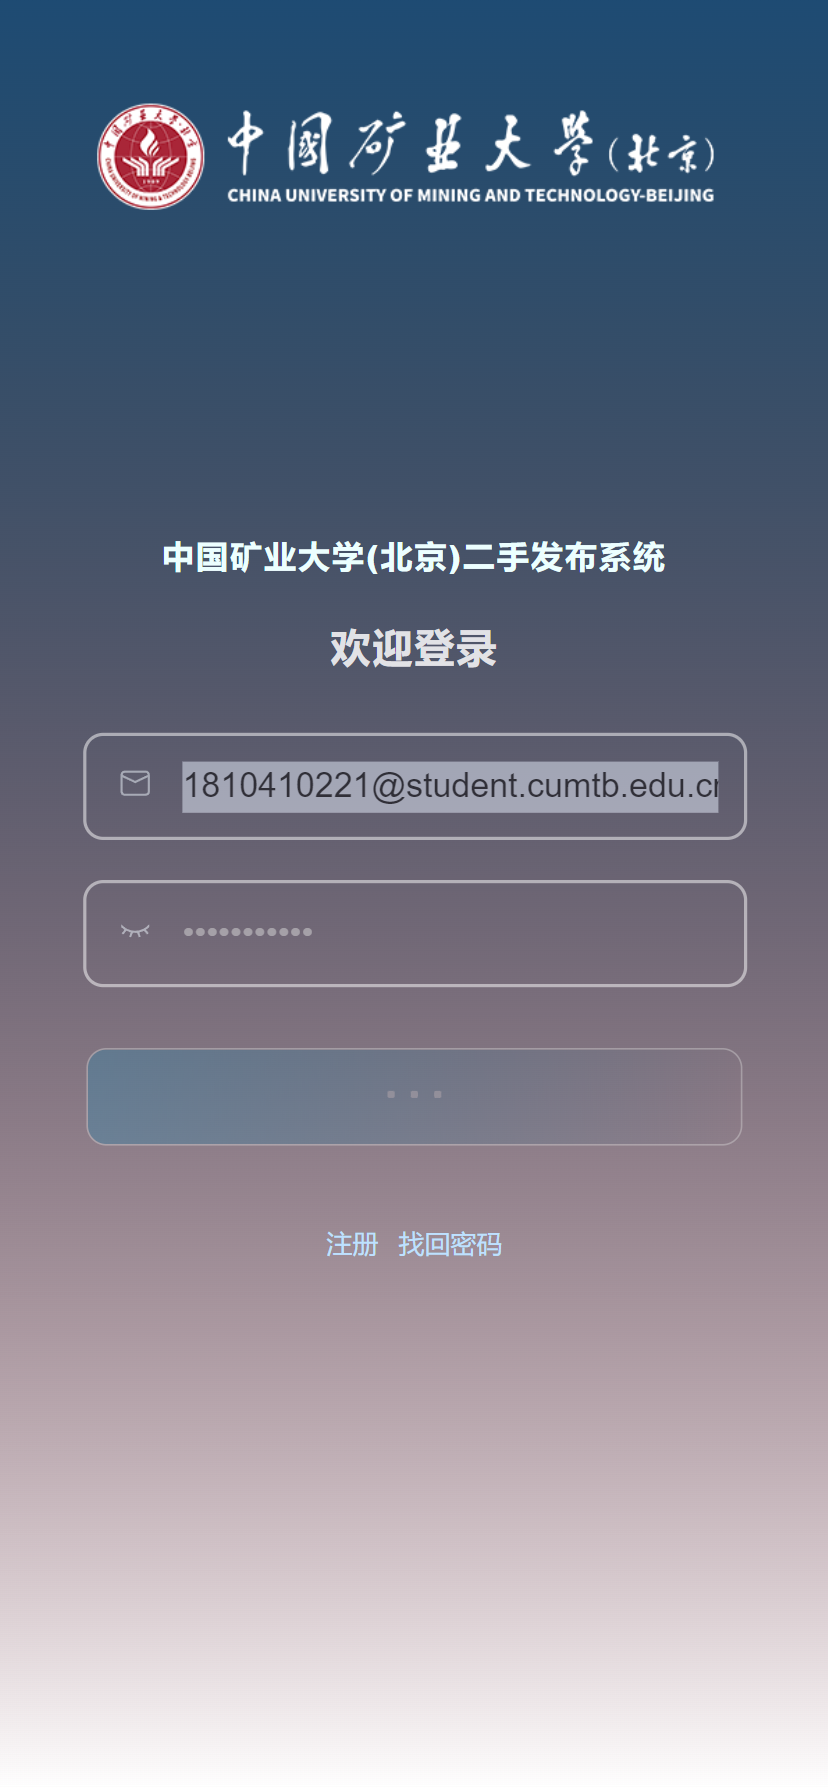 中国矿业大学(北京)
CHINA UNIVERSITY OF MINING AND TECHNOLOGY-BEIJING
中国矿业大学(北京)二手发布系统
欢迎登录
1810410221@student.cumtb.edu.cn
•••••••••••
...
注册 找回密码